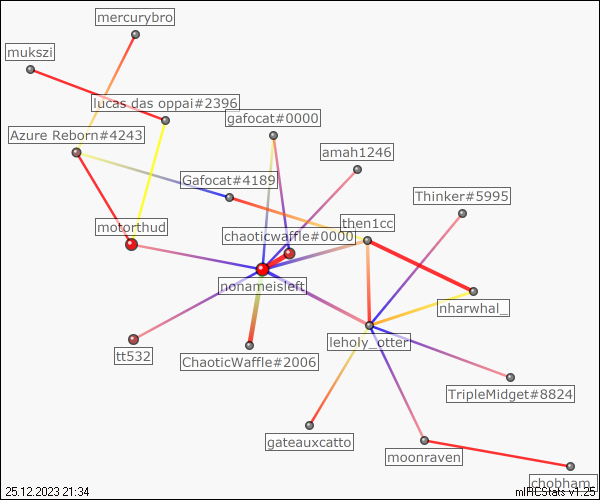 mercurybro
mukszi
lucas das oppai#2396
gafocat#0000
Azure Reborn#4243
amah1246
Gafocat#4189
Thinker#5995
motorthud
then1cc
chaoticwaffle#0000
nonameisleft
nharwhal_
leholy_otter
tt532
ChaoticWaffle#2006
TripleMidget#8824
gateauxcatto
moonraven
chobham
25.12.2023 21:34
mIRCStats v1.25